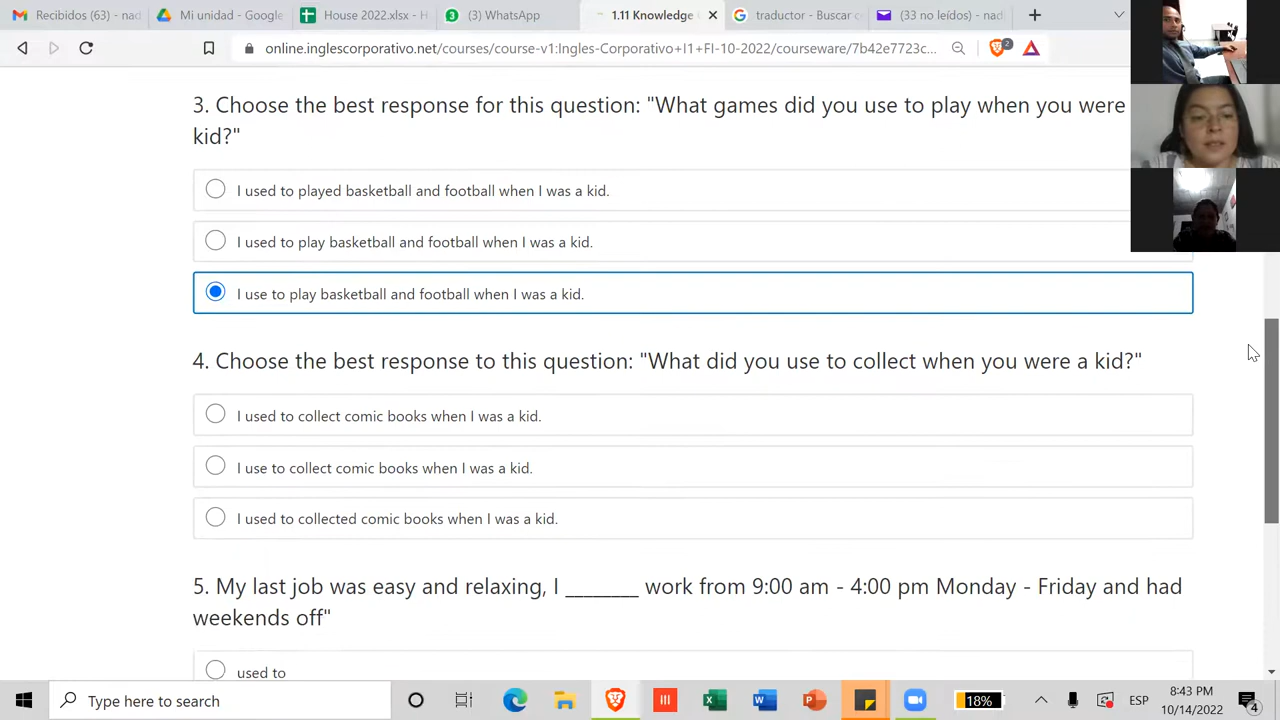 Recibidos (63) - nad
Mi unidad - Google
House 2022.xlsx - H
3
2) WhatsApp
1.11 Knowledge
traductor - Buscar c
(33 no leídos) - nad
online.inglescorporativo.net/courses/course-v1:Ingles-Corporativo+I1+FI-10-2022/courseware/7b42e7723c...
2
3. Choose the best response for this question: "What games did you use to play when you were
kid?"
I used to played basketball and football when I was a kid.
I used to play basketball and football when I was a kid.
I use to play basketball and football when I was a kid.
4. Choose the best response to this question: "What did you use to collect when you were a kid?"
I used to collect comic books when I was a kid.
I use to collect comic books when I was a kid.
I used to collected comic books when I was a kid.
5. My last job was easy and relaxing, I ________ work from 9:00 am - 4:00 pm Monday - Friday and had
weekends off"
used to
Type here to search
18%
ESP
8:43 PM
10/14/2022
4